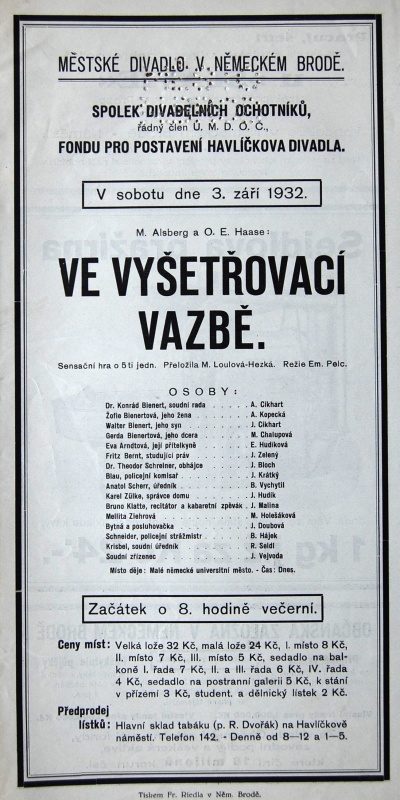 MĚSTSKÉ DIVADLO V NĚMECKÉM BRODĚ.
SPOLEK DIVADELNÍCH OCHOTNÍKŮ,
řádný člen Ú. M. D. O. Č.,
FONDU PRO POSTAVENÍ HAVLÍČKOVA DIVADLA.
V sobotu dne 3. září 1932.
M. Alsberg a O. E. Haase:
VE VYŠETŘOVACÍ
VAZBĚ.
Sensační hra o 5ti jedn. Přeložila M. Loulová-Hezká. Režie Em. Pelc.
OSOBY:
Dr. Konrád Bienert, soudní rada . . . . . A. Cikhart
Žofie Bienertová, jeho žena . . . . . A. Kopecká
Walter Bienert, jeho syn . . . . . J. Cikhart
Gerda Bienertová, jeho dcera . . . . . M. Chalupová
Eva Arndtová, její přítelkyně . . . . . E. Hudíková
Fritz Bernt, studující práv . . . . . J. Zelený
Dr. Theodor Schreiner, obhájce . . . . . J. Bloch
Blau, policejní komisař . . . . . J. Krátký
Anatol Scherr, úředník . . . . . B. Vychytil
Karel Zülke, správce domu . . . . . J. Hudík
Bruno Klatte, recitátor a kabaretní zpěvák . J. Malina
Mellita Ziehrová . . . . . M. Holešáková
Bytná a posluhovačka . . . . . J. Doubová
Schneider, policejní strážmistr . . . . . B. Hájek
Krisbel, soudní úředník . . . . . R. Seidl
Soudní zřízenec . . . . . J. Vejvoda
Místo děje: Malé německé universitní město. - Čas: Dnes.
Začátek o 8. hodině večerní.
Ceny míst: Velká lože 32 Kč, malá lože 24 Kč, I. místo 8 Kč,
II. místo 7 Kč, III. místo 5 Kč, sedadlo na bal-
koně I. řada 7 Kč, II. a III. řada 6 Kč, IV. řada
4 Kč, sedadlo na postranní galerii 5 Kč, k stání
v přízemí 3 Kč, student. a dělnický lístek 2 Kč.
Předprodej
lístků: Hlavní sklad tabáku (p. R. Dvořák) na Havlíčkově
náměstí. Telefon 142. - Denně od 8—12 a 1—5.
Tiskem Fr. Riedla v Něm. Brodě.